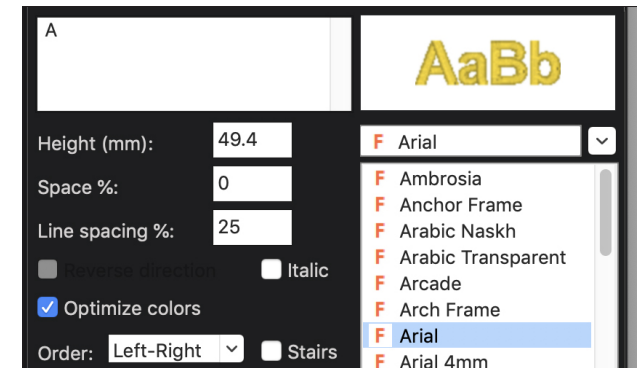 A
AaBb
Height (mm): 49.4
F Arial
Space %: 0
Line spacing %: 25
Reverse direction Italic
Optimize colors
Order: Left-Right Stairs
F Ambrosia
F Anchor Frame
F Arabic Naskh
F Arabic Transparent
F Arcade
F Arch Frame
F Arial
F Arial 4mm